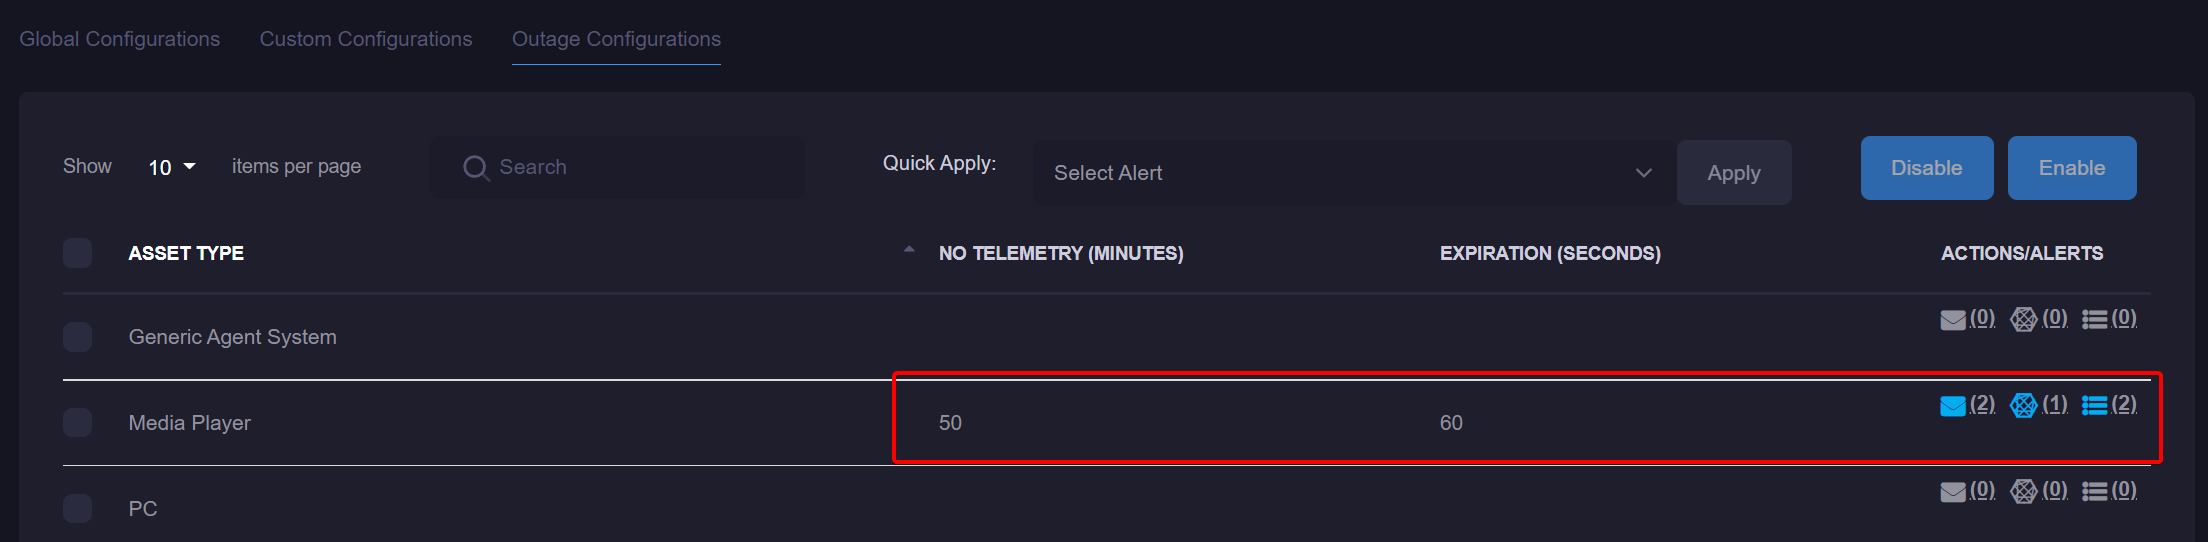 Global Configurations Custom Configurations Outage Configurations
Show 10 items per page Search Quick Apply: Select Alert Apply Disable Enable
ASSET TYPE NO TELEMETRY (MINUTES) EXPIRATION (SECONDS) ACTIONS/ALERTS
Generic Agent System (0) (0) (0)
Media Player 50 60 (2) (1) (2)
PC (0) (0) (0)